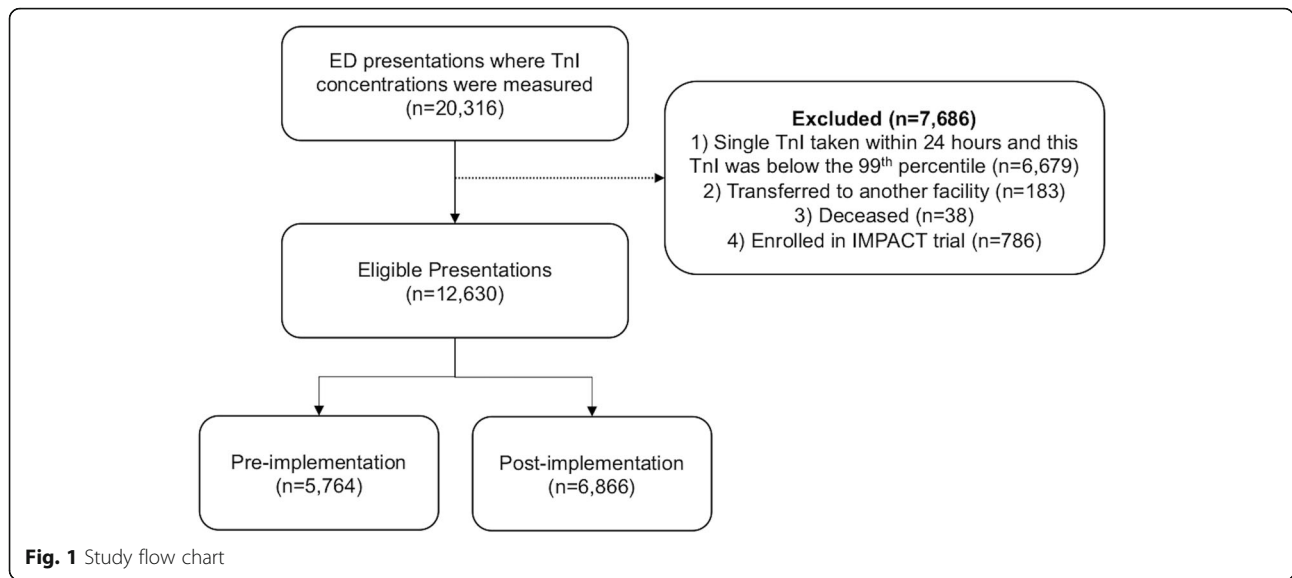 ED presentations where TnI
concentrations were measured
(n=20,316)
Excluded (n=7,686)
1) Single TnI taken within 24 hours and this
TnI was below the 99th percentile (n=6,679)
2) Transferred to another facility (n=183)
3) Deceased (n=38)
4) Enrolled in IMPACT trial (n=786)
Eligible Presentations
(n=12,630)
Pre-implementation
(n=5,764)
Post-implementation
(n=6,866)
Fig. 1 Study flow chart